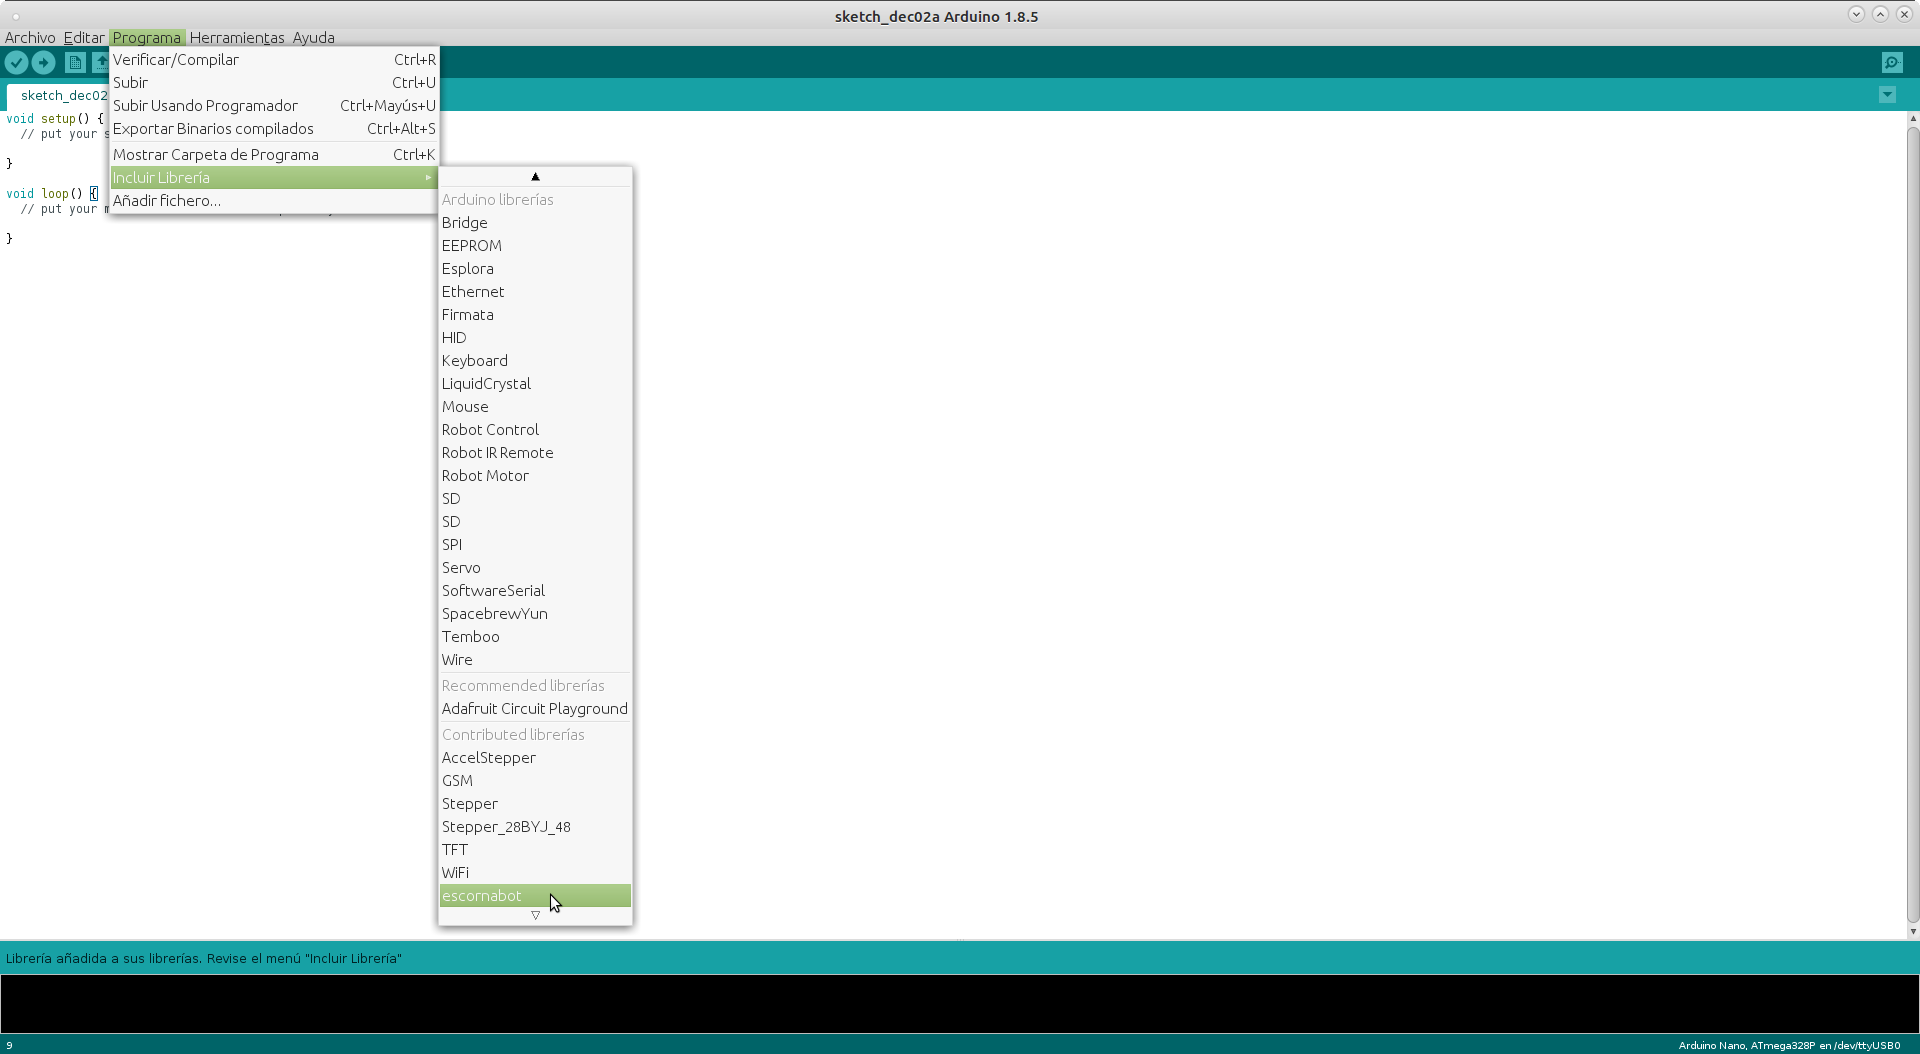 sketch_dec02a Arduino 1.8.5
Archivo Editar Programa Herramientas Ayuda
Verificar/Compilar Ctrl+R
Subir Ctrl+U
Subir Usando Programador Ctrl+Mayús+U
Exportar Binarios compilados Ctrl+Alt+S
Mostrar Carpeta de Programa Ctrl+K
Incluir Librería
Añadir fichero...
sketch_dec02
void setup() {
// put your s
}
void loop() {
// put your m
}
Arduino librerías
Bridge
EEPROM
Esplora
Ethernet
Firmata
HID
Keyboard
LiquidCrystal
Mouse
Robot Control
Robot IR Remote
Robot Motor
SD
SD
SPI
Servo
SoftwareSerial
SpacebrewYun
Temboo
Wire
Recommended librerías
Adafruit Circuit Playground
Contributed librerías
AccelStepper
GSM
Stepper
Stepper_28BYJ_48
TFT
WiFi
escornabot
Librería añadida a sus librerías. Revise el menú "Incluir Librería"
9
Arduino Nano, ATmega328P en /dev/ttyUSB0